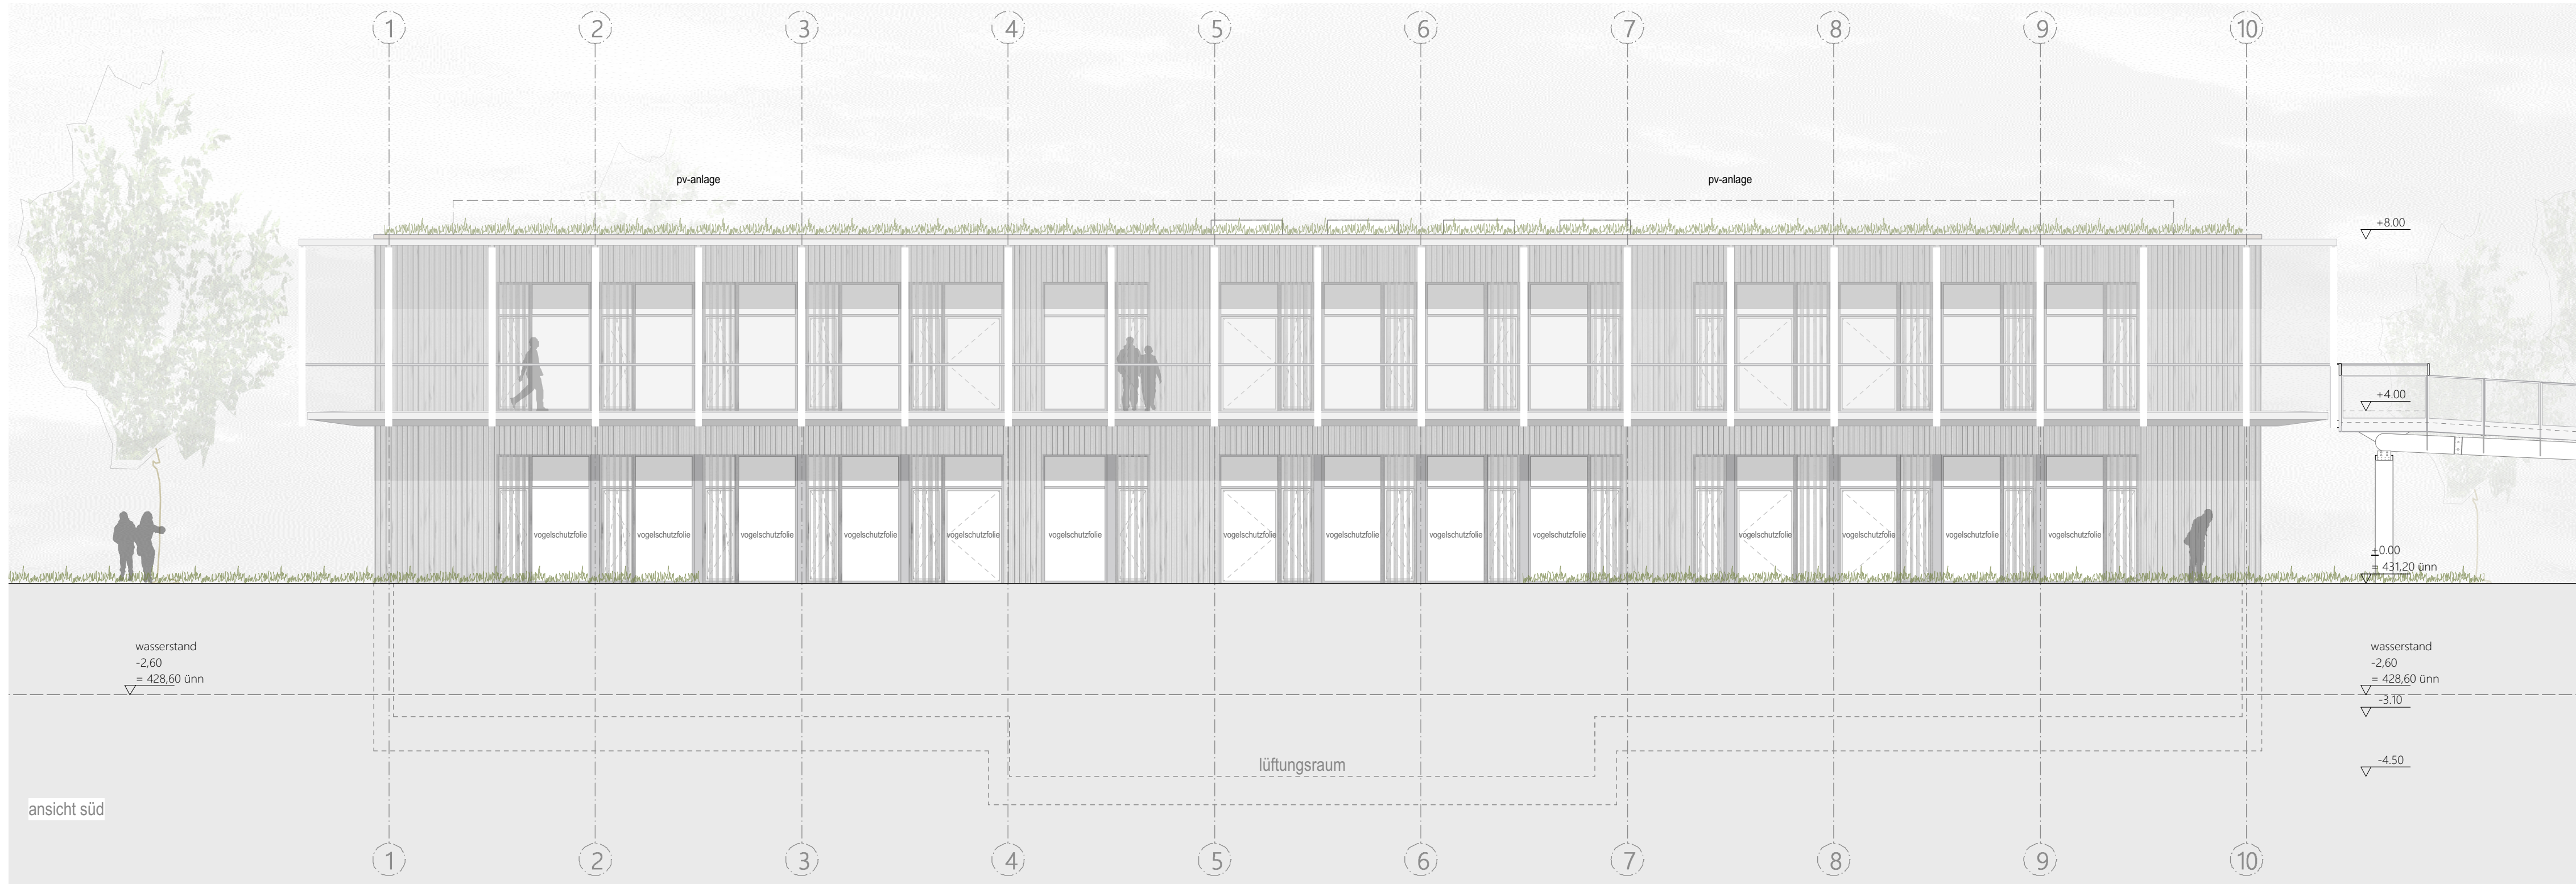 1 2 3 4 5 6 7 8 9 10
pv-anlage pv-anlage
+8.00
+4.00
vogelschutzfolie vogelschutzfolie vogelschutzfolie vogelschutzfolie vogelschutzfolie vogelschutzfolie vogelschutzfolie vogelschutzfolie vogelschutzfolie vogelschutzfolie vogelschutzfolie vogelschutzfolie vogelschutzfolie vogelschutzfolie
±0.00
= 431,20 ünn
wasserstand
-2,60
= 428,60 ünn
wasserstand
-2,60
= 428,60 ünn
-3.10
lüftungsraum
-4.50
ansicht süd
1 2 3 4 5 6 7 8 9 10